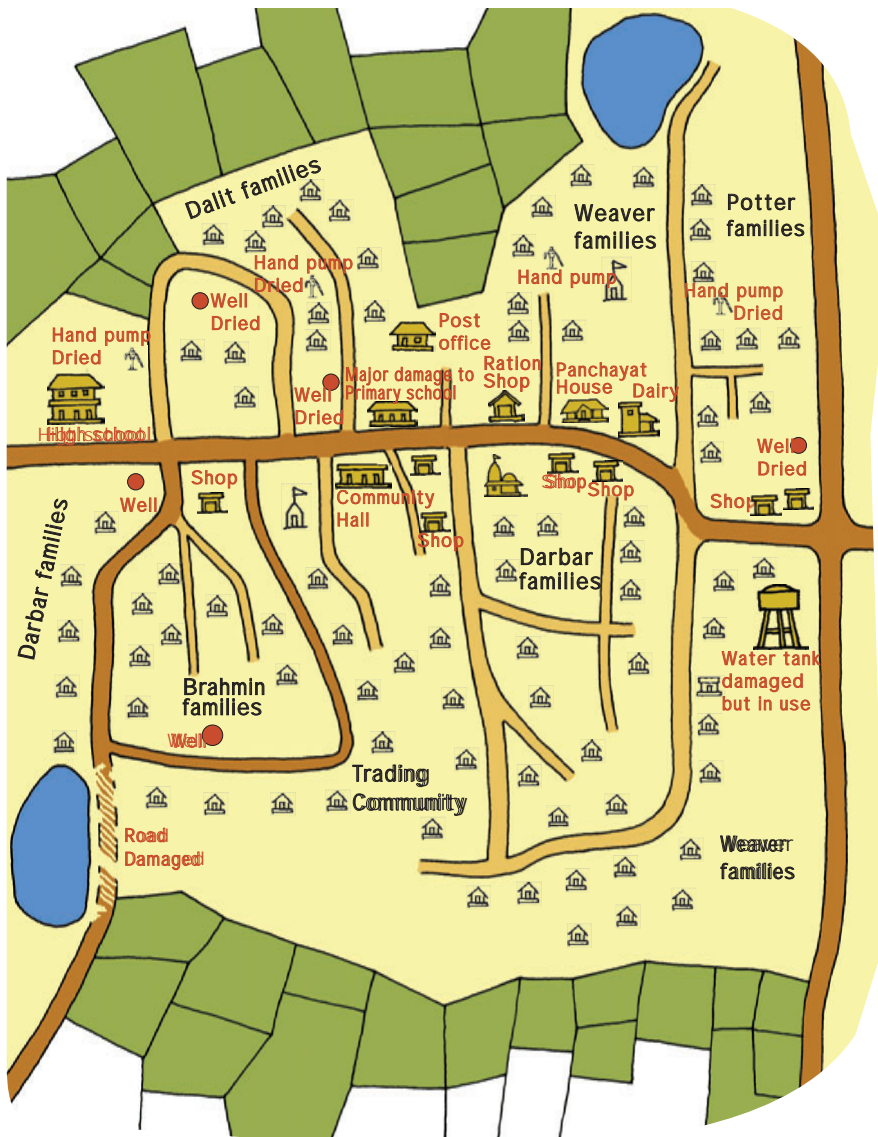 Dalit families
Weaver
families
Potter
families
Hand pump
Dried
Hand pump
Hand pump
Dried
Well
Dried
Hand pump
Dried
Post
office
Major damage to
Primary school
Well
Dried
Ration
Shop
Panchayat
House
Dairy
High school
Well
Dried
Shop
Well
Community
Hall
Shop
Shop
Shop
Shop
Darbar families
Darbar
families
Water tank
damaged
but in use
Brahmin
families
Well
Trading
Community
Road
Damaged
Weaver
families